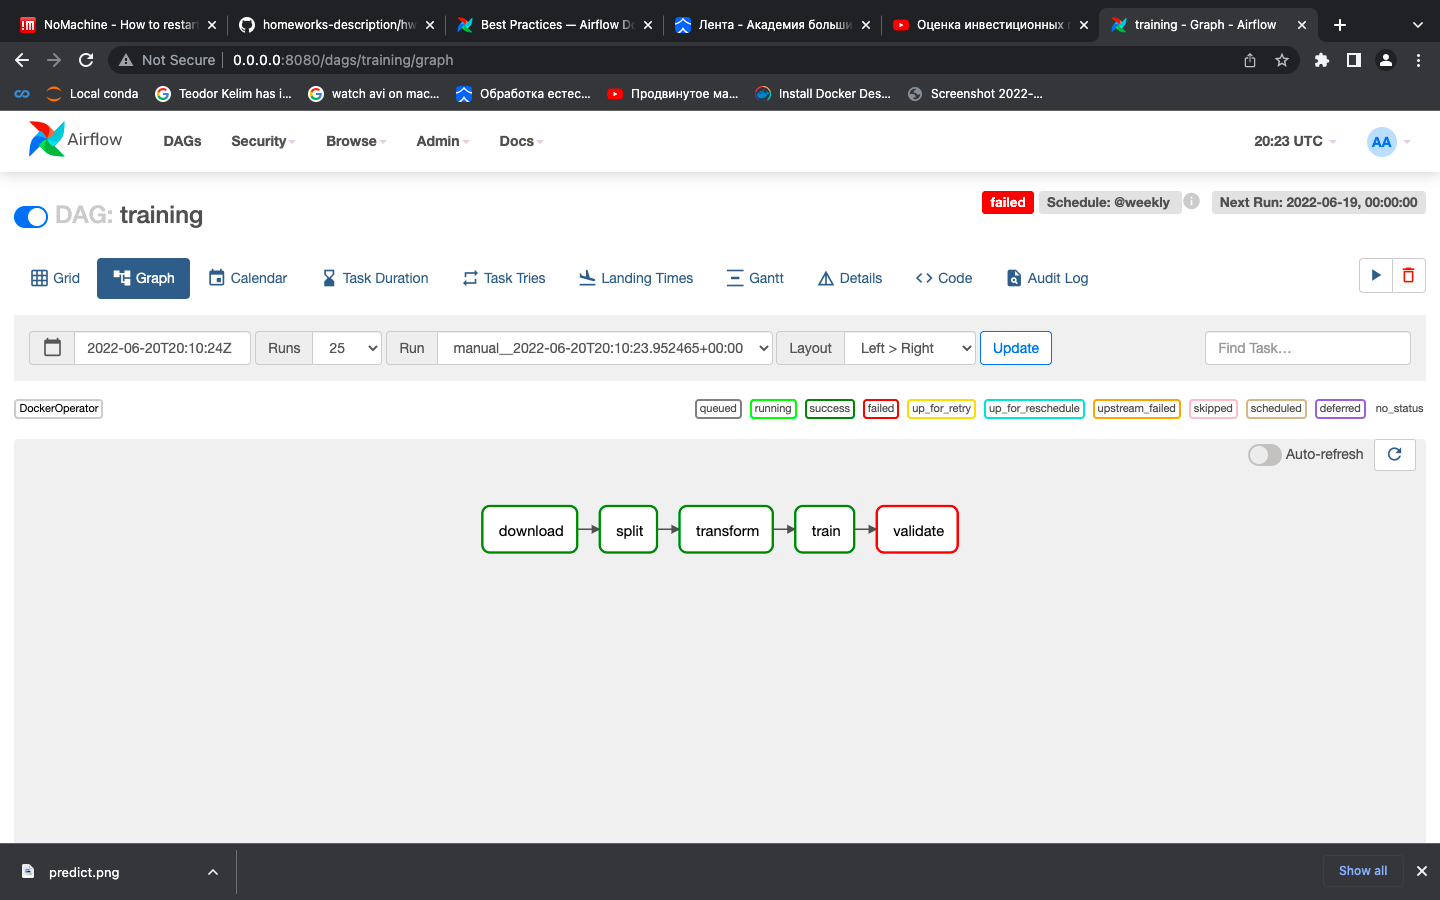 NoMachine - How to restart
homeworks-description/hw
Best Practices — Airflow Do
Лента - Академия больши
Оценка инвестиционных п
training - Graph - Airflow
Not Secure
0.0.0.0:8080/dags/training/graph
Local conda
Teodor Kelim has i...
watch avi on mac...
Обработка естес...
Продвинутое ма...
Install Docker Des...
Screenshot 2022-...
Airflow
DAGs
Security
Browse
Admin
Docs
20:23 UTC
AA
DAG: training
failed
Schedule: @weekly
Next Run: 2022-06-19, 00:00:00
Grid
Graph
Calendar
Task Duration
Task Tries
Landing Times
Gantt
Details
Code
Audit Log
2022-06-20T20:10:24Z
Runs
25
Run
manual__2022-06-20T20:10:23.952465+00:00
Layout
Left > Right
Update
Find Task...
DockerOperator
queued
running
success
failed
up_for_retry
up_for_reschedule
upstream_failed
skipped
scheduled
deferred
no_status
Auto-refresh
download
split
transform
train
validate
predict.png
Show all